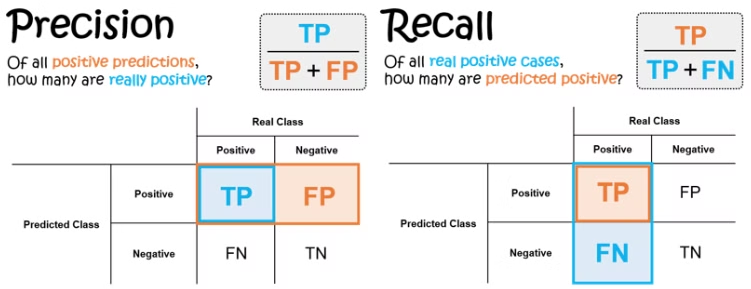 Precision
Of all positive predictions,
how many are really positive?
TP
TP + FP
Real Class
Positive Negative
Predicted Class
Positive TP FP
Negative FN TN
Recall
Of all real positive cases,
how many are predicted positive?
TP
TP + FN
Real Class
Positive Negative
Predicted Class
Positive TP FP
Negative FN TN